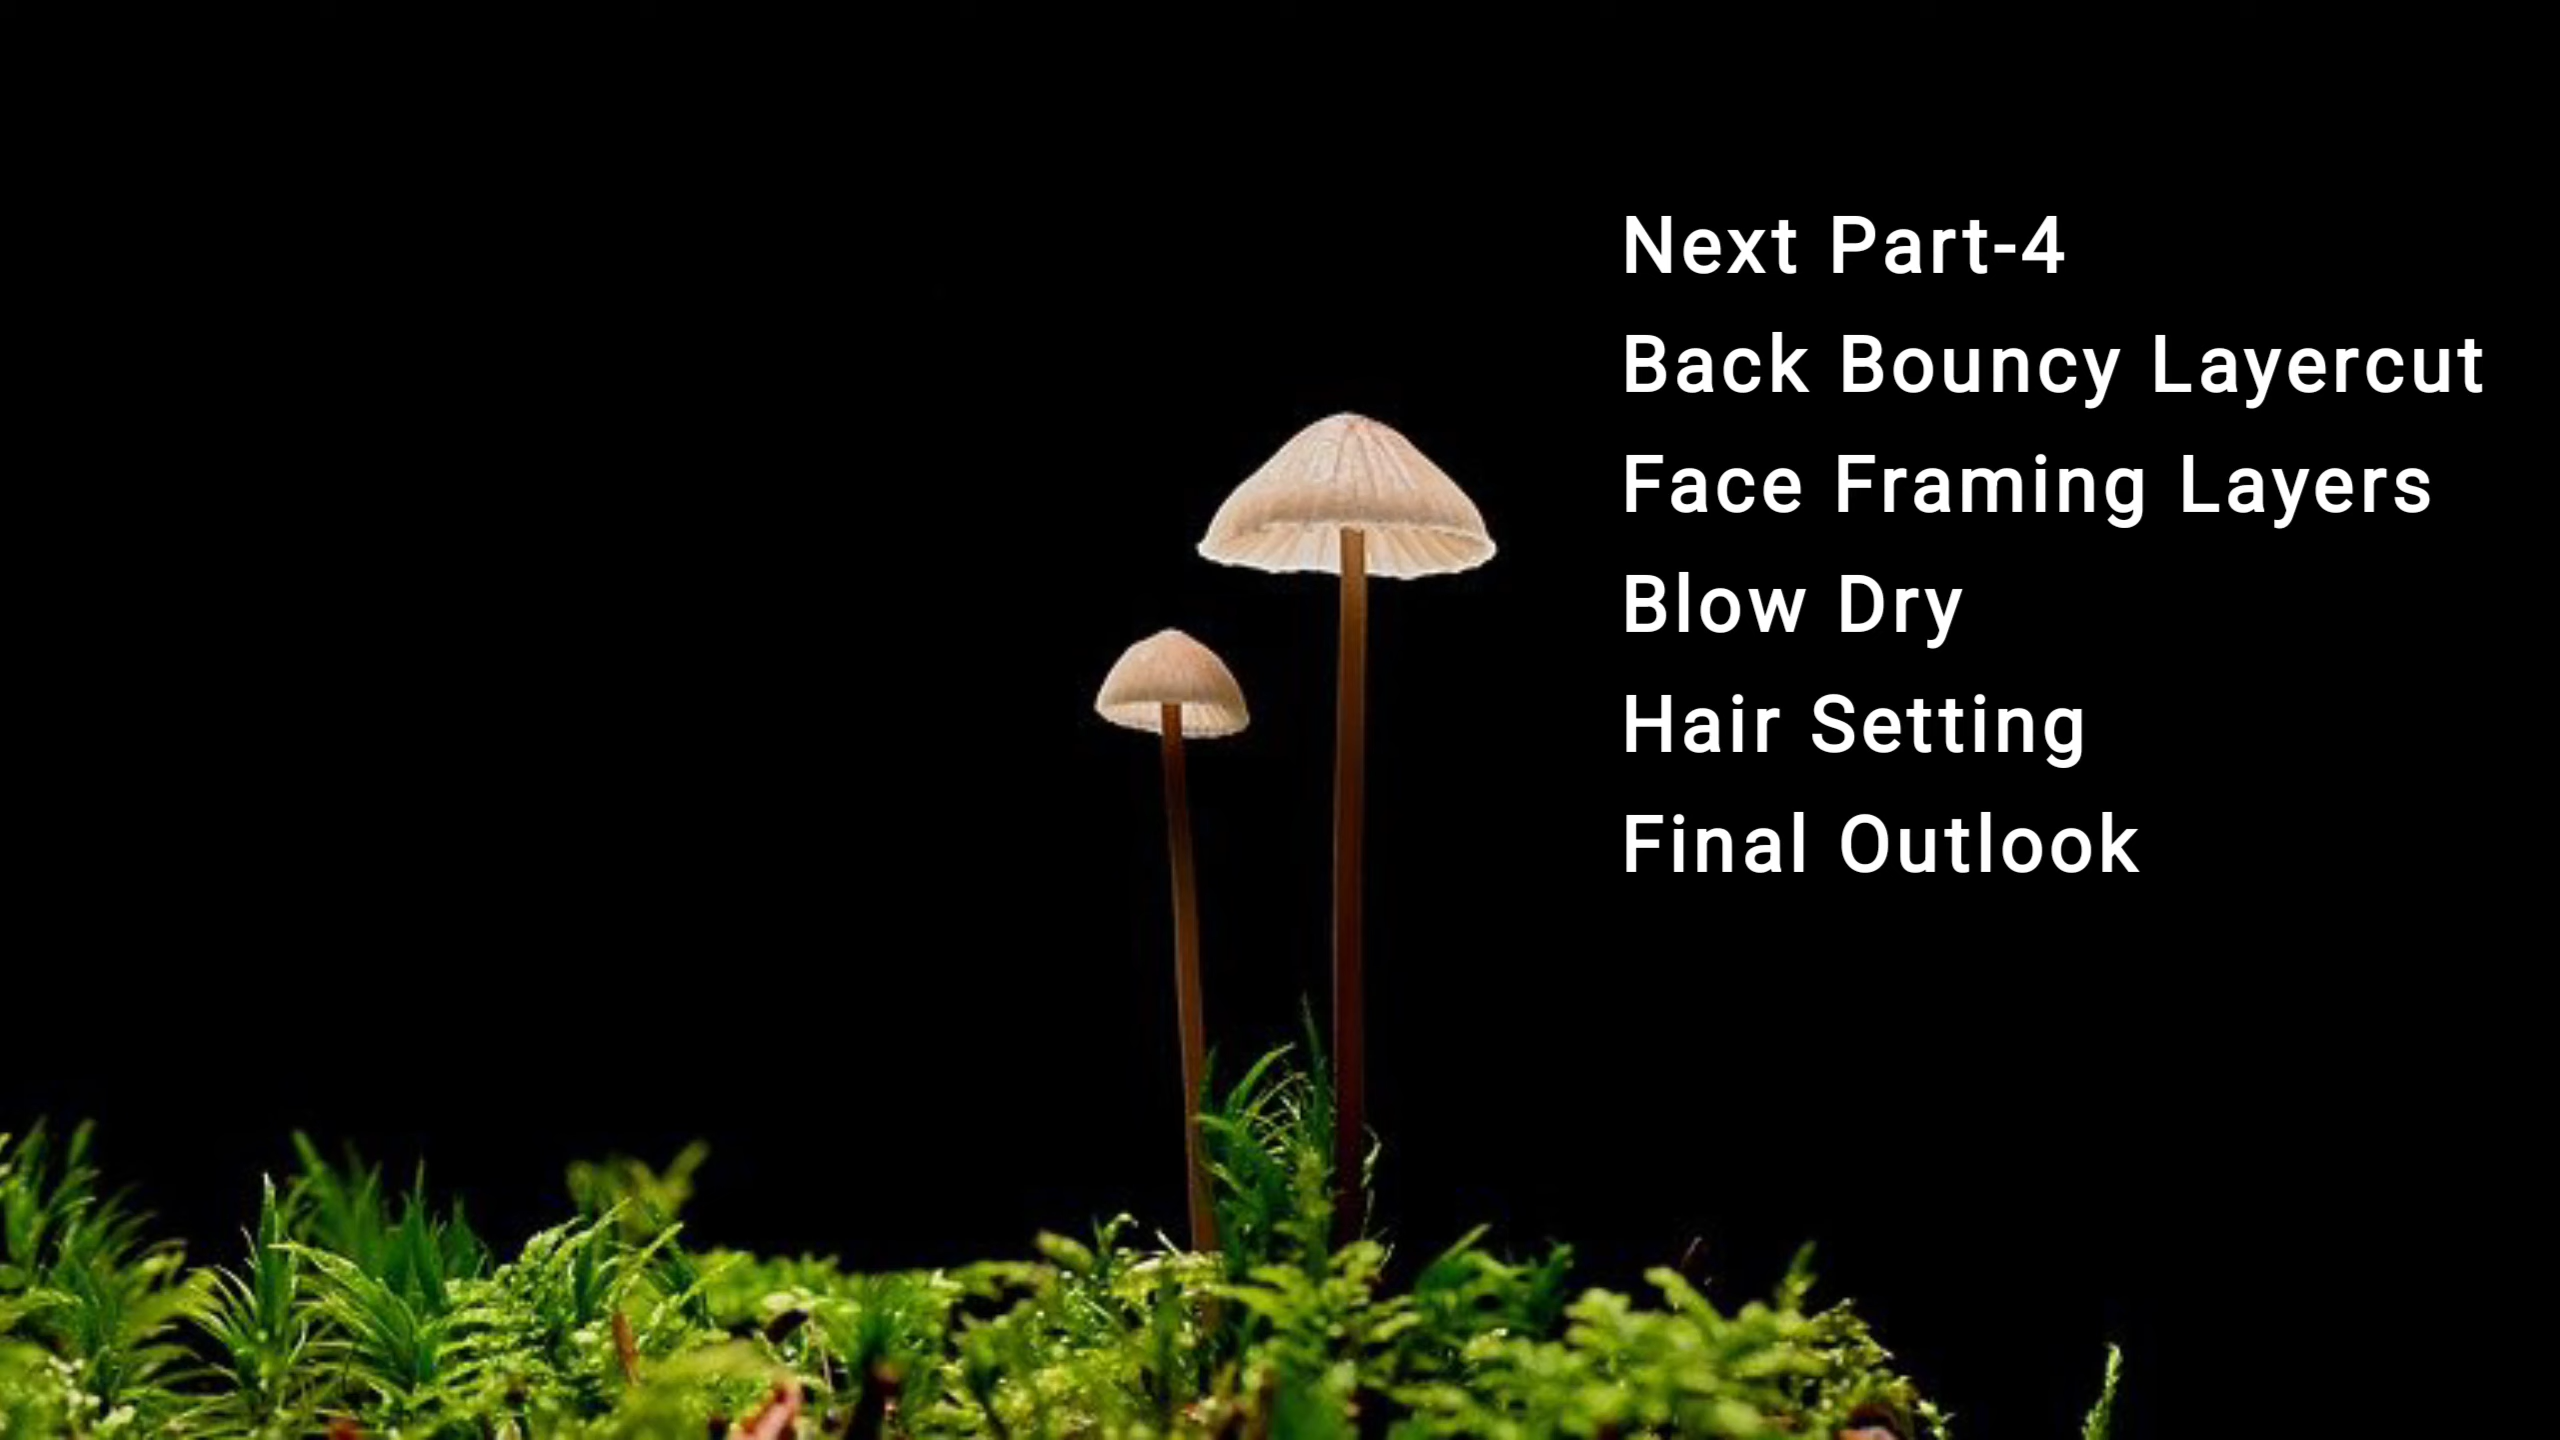 Next Part-4
Back Bouncy Layercut
Face Framing Layers
Blow Dry
Hair Setting
Final Outlook